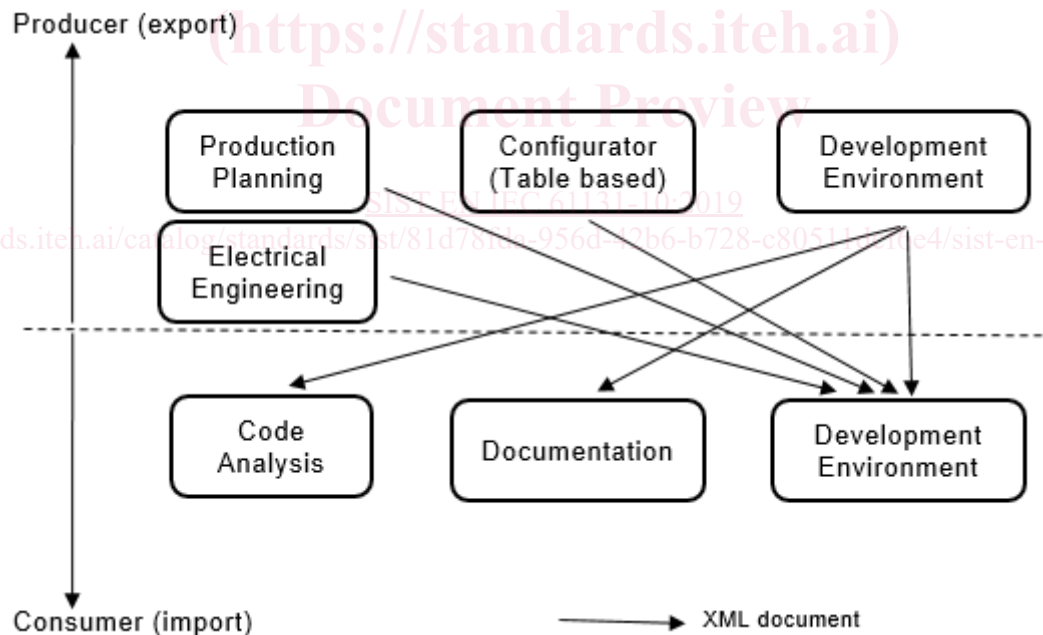 Producer (export)
(https://standards.iteh.ai)
Document Preview
Production
Planning
Configurator
(Table based)
Development
Environment
SIST EN IEC 61131-10:2019
Electrical
Engineering
Code
Analysis
Documentation
Development
Environment
Consumer (import)
XML document